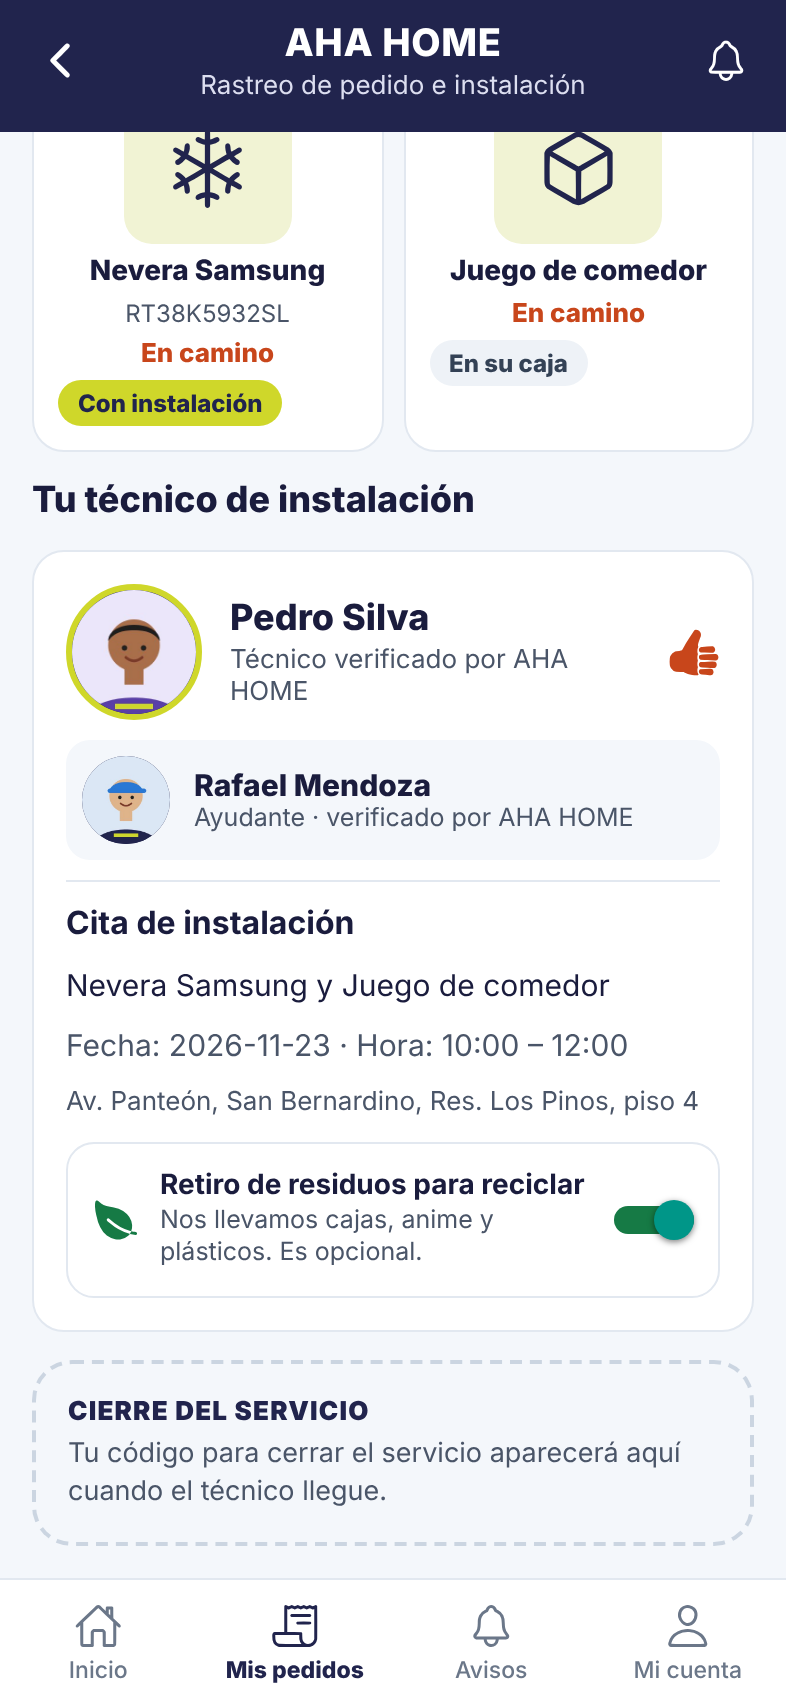 AHA HOME
Rastreo de pedido e instalación
Nevera Samsung
RT38K5932SL
En camino
Con instalación
Juego de comedor
En camino
En su caja
Tu técnico de instalación
Pedro Silva
Técnico verificado por AHA
HOME
Rafael Mendoza
Ayudante · verificado por AHA HOME
Cita de instalación
Nevera Samsung y Juego de comedor
Fecha: 2026-11-23 · Hora: 10:00 – 12:00
Av. Panteón, San Bernardino, Res. Los Pinos, piso 4
Retiro de residuos para reciclar
Nos llevamos cajas, anime y
plásticos. Es opcional.
CIERRE DEL SERVICIO
Tu código para cerrar el servicio aparecerá aquí
cuando el técnico llegue.
Inicio
Mis pedidos
Avisos
Mi cuenta